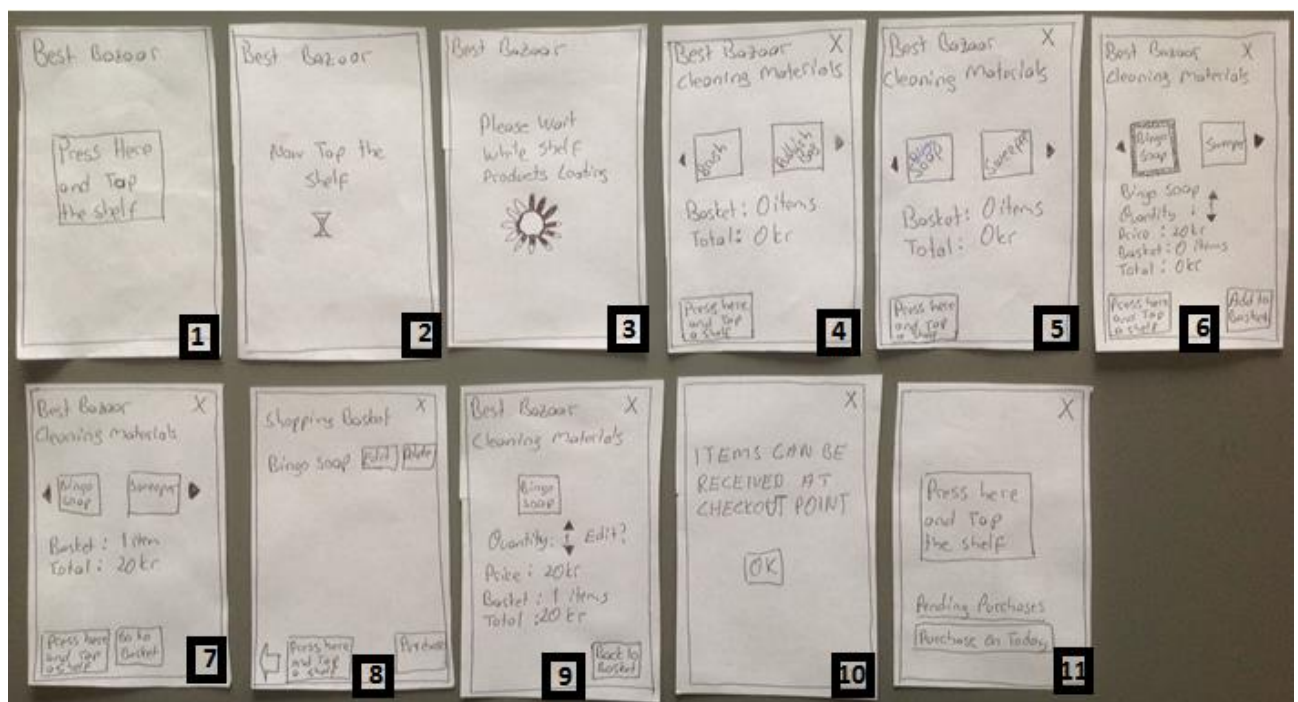 Best Bazaar
Press Here
and Tap
the shelf
1
Best Bazaar
Now Tap the
shelf
2
Best Bazaar
Please Wait
while shelf
Products Loading
3
Best Bazaar X
Cleaning Materials
Brush Rubbish Bag
Basket: 0 items
Total: 0kr
Press here
and Tap
a shelf
4
Best Bazaar X
Cleaning Materials
Bingo Soap Sweeper
Basket: 0 items
Total: 0kr
Press here
and Tap
a shelf
5
Best Bazaar X
Cleaning Materials
Bingo Soap Sweeper
Bingo Soap
Quantity : 1
Price : 20kr
Basket : 0 items
Total : 0kr
Press here
and Tap
a shelf
Add to
Basket
6
Best Bazaar X
Cleaning Materials
Bingo Soap Sweeper
Basket : 1 item
Total : 20kr
Press here
and Tap
a shelf
Go to
Basket
7
Shopping Basket X
Bingo Soap Edit
Press here
and Tap
a shelf
Purchase
8
Best Bazaar X
Cleaning Materials
Bingo
Soap
Quantity: 1 Edit?
Price : 20kr
Basket : 1 items
Total : 20 kr
Back to
Basket
9
X
ITEMS CAN BE
RECEIVED AT
CHECKOUT POINT
OK
10
X
Press here
and Tap
the shelf
Pending Purchases
Purchase on Today
11